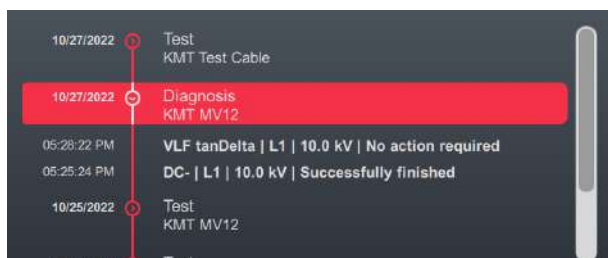 10/27/2022 Test
KMT Test Cable
10/27/2022 Diagnosis
KMT MV12
05:28:22 PM VLF tanDelta | L1 | 10.0 kV | No action required
05:25:24 PM DC- | L1 | 10.0 kV | Successfully finished
10/25/2022 Test
KMT MV12